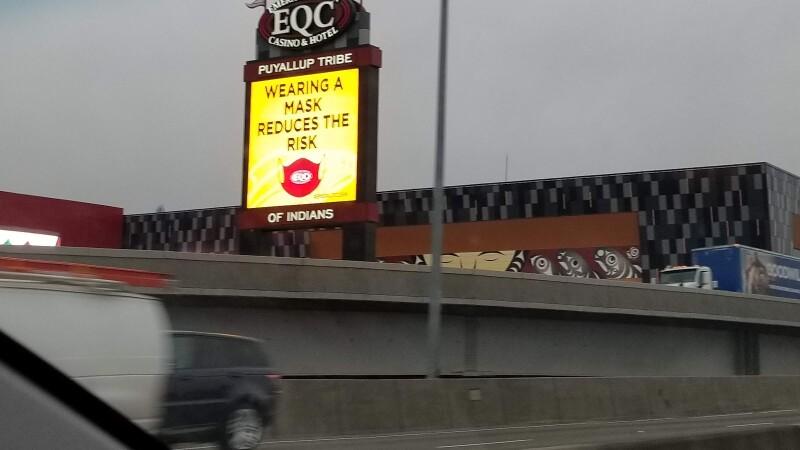 EQC
CASINO & HOTEL
PUYALLUP TRIBE
WEARING A
MASK
REDUCES THE
RISK
EQC
OF INDIANS